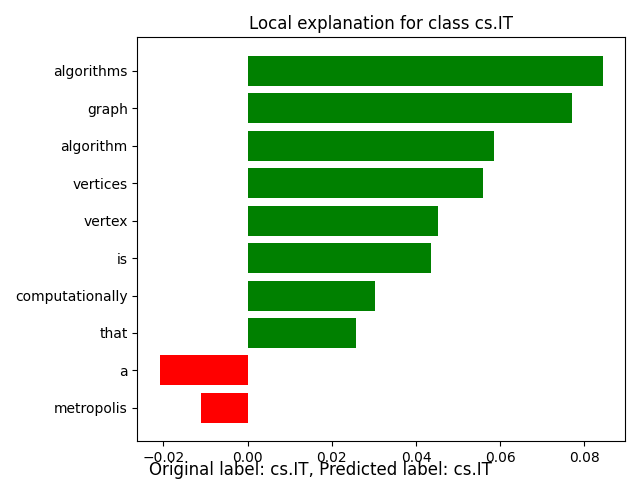 Local explanation for class cs.IT
algorithms
graph
algorithm
vertices
vertex
is
computationally
that
a
metropolis
−0.02 0.00 0.02 0.04 0.06 0.08
Original label: cs.IT, Predicted label: cs.IT